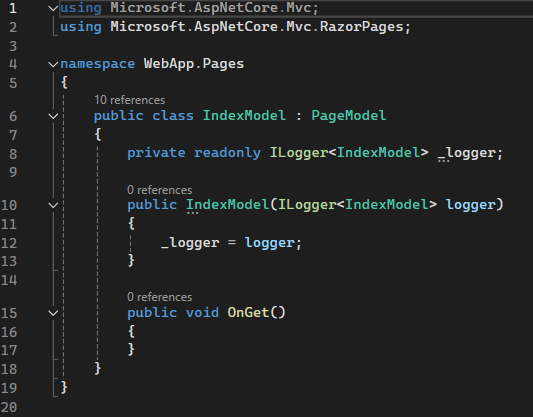 1 using Microsoft.AspNetCore.Mvc;
2 using Microsoft.AspNetCore.Mvc.RazorPages;
3
4 namespace WebApp.Pages
5 {
10 references
6 public class IndexModel : PageModel
7 {
8 private readonly ILogger<IndexModel> _logger;
9
0 references
10 public IndexModel(ILogger<IndexModel> logger)
11 {
12 _logger = logger;
13 }
14
0 references
15 public void OnGet()
16 {
17 }
18 }
19 }
20